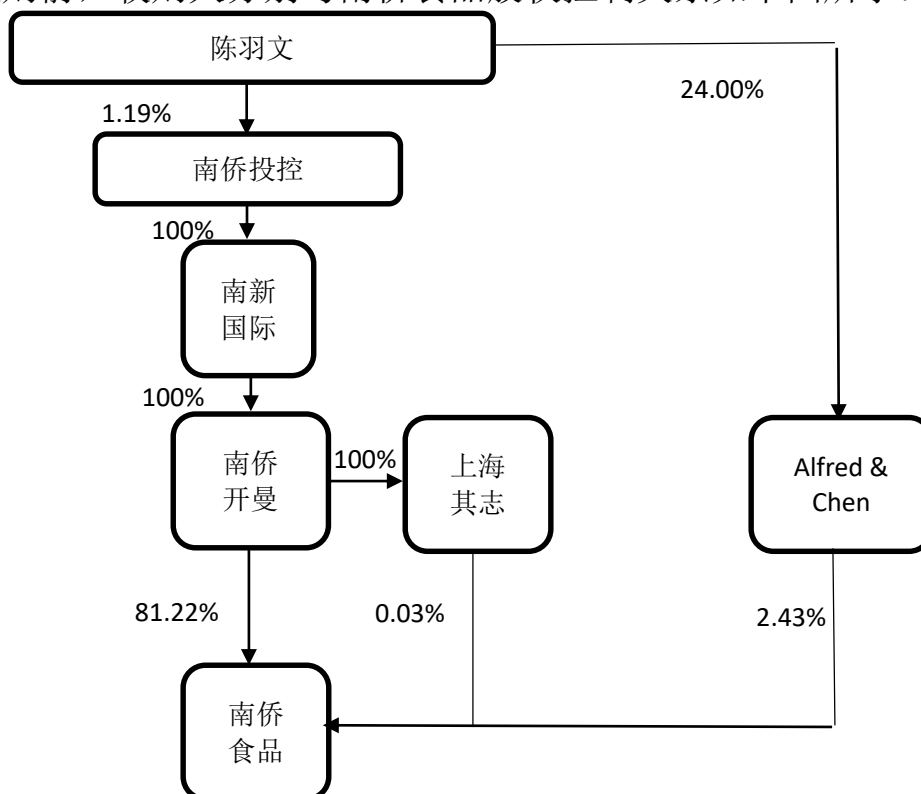 陈羽文
24.00%
1.19%
南侨投控
100%
南新
国际
100%
南侨
开曼
100%
上海
其志
Alfred &
Chen
81.22%
0.03%
2.43%
南侨
食品